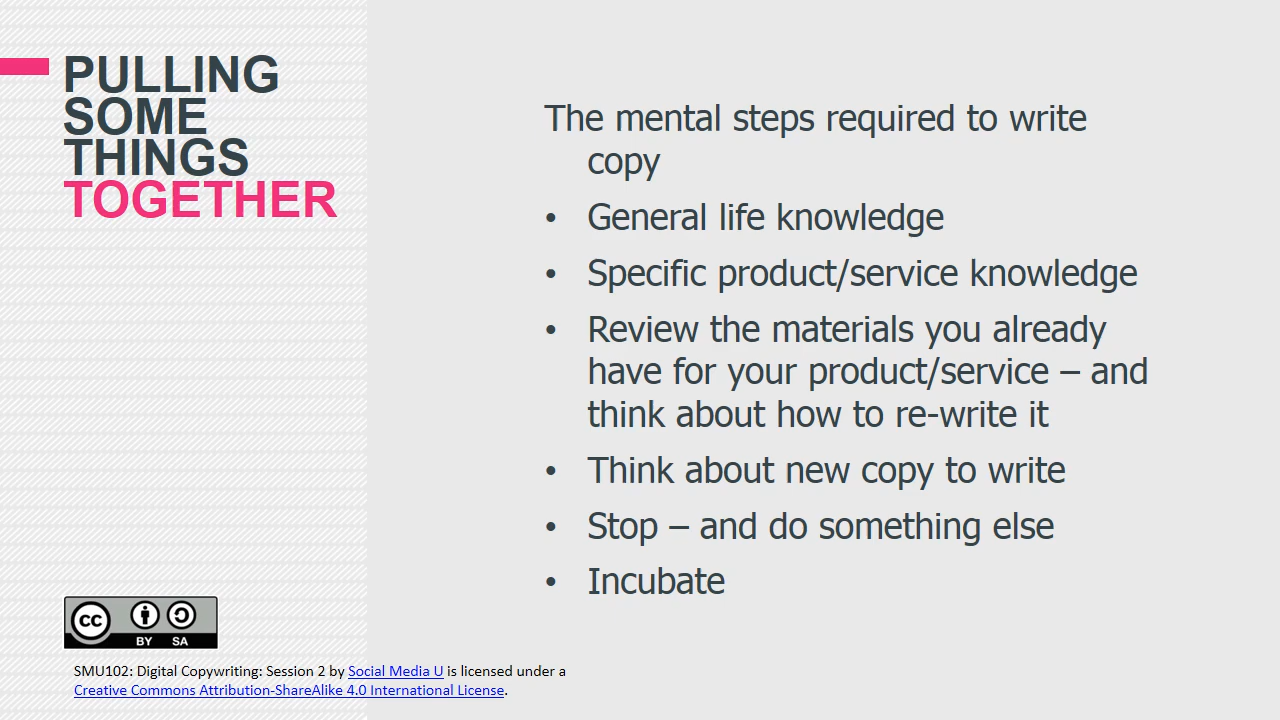 PULLING
SOME
THINGS
TOGETHER
The mental steps required to write
copy
• General life knowledge
• Specific product/service knowledge
• Review the materials you already
have for your product/service – and
think about how to re-write it
• Think about new copy to write
• Stop – and do something else
• Incubate
CC BY SA
SMU102: Digital Copywriting: Session 2 by Social Media U is licensed under a
Creative Commons Attribution-ShareAlike 4.0 International License.